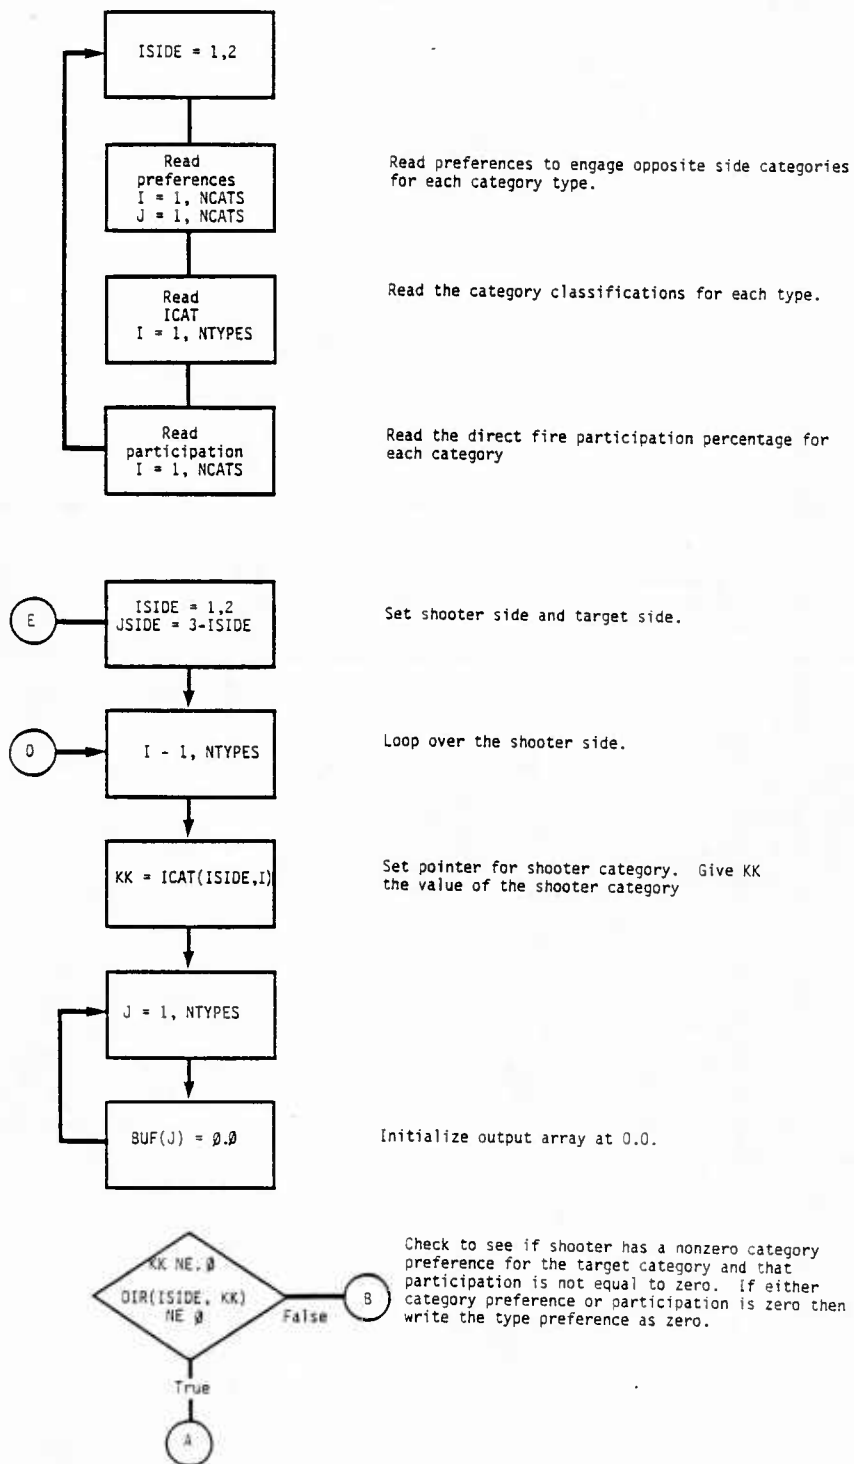 ISIDE = 1,2
Read
preferences
I = 1, NCATS
J = 1, NCATS
Read preferences to engage opposite side categories
for each category type.
Read
ICAT
I = 1, NTYPES
Read the category classifications for each type.
Read
participation
I = 1, NCATS
Read the direct fire participation percentage for
each category
E
ISIDE = 1,2
JSIDE = 3-ISIDE
Set shooter side and target side.
D
I - 1, NTYPES
Loop over the shooter side.
KK = ICAT(ISIDE,I)
Set pointer for shooter category. Give KK
the value of the shooter category
J = 1, NTYPES
BUF(J) = 0.0
Initialize output array at 0.0.
KK NE. 0
DIR(ISIDE, KK)
NE 0
False
B
Check to see if shooter has a nonzero category
preference for the target category and that
participation is not equal to zero. If either
category preference or participation is zero then
write the type preference as zero.
True
A